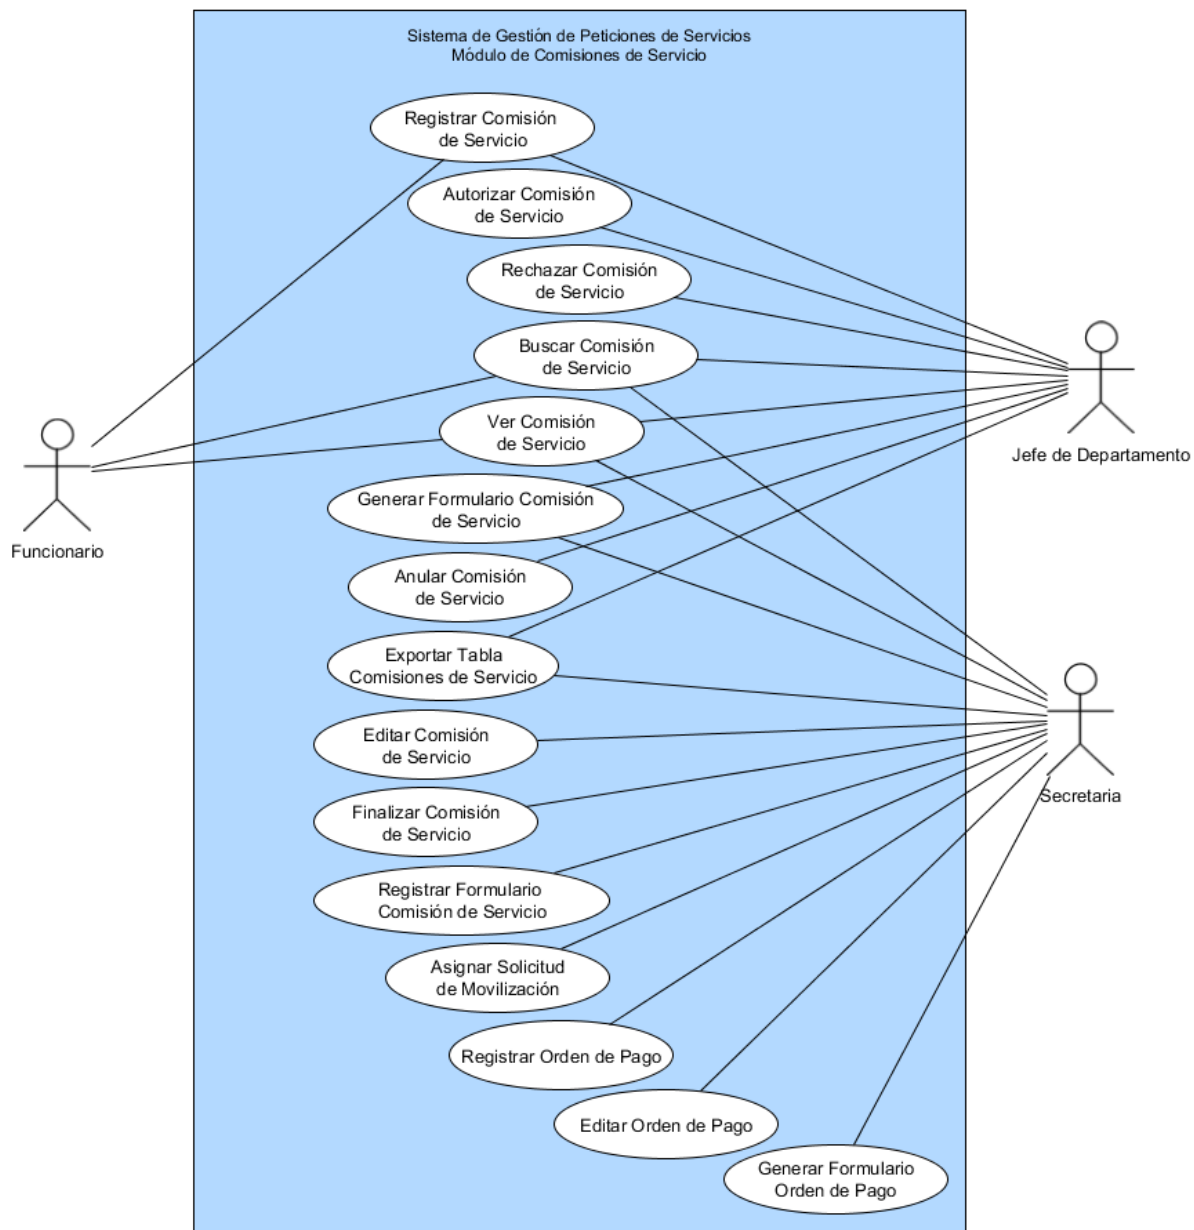 Sistema de Gestión de Peticiones de Servicios
Módulo de Comisiones de Servicio
Registrar Comisión
de Servicio
Autorizar Comisión
de Servicio
Rechazar Comisión
de Servicio
Buscar Comisión
de Servicio
Ver Comisión
de Servicio
Generar Formulario Comisión
de Servicio
Anular Comisión
de Servicio
Exportar Tabla
Comisiones de Servicio
Editar Comisión
de Servicio
Finalizar Comisión
de Servicio
Registrar Formulario
Comisión de Servicio
Asignar Solicitud
de Movilización
Registrar Orden de Pago
Editar Orden de Pago
Generar Formulario
Orden de Pago
Funcionario
Jefe de Departamento
Secretaria